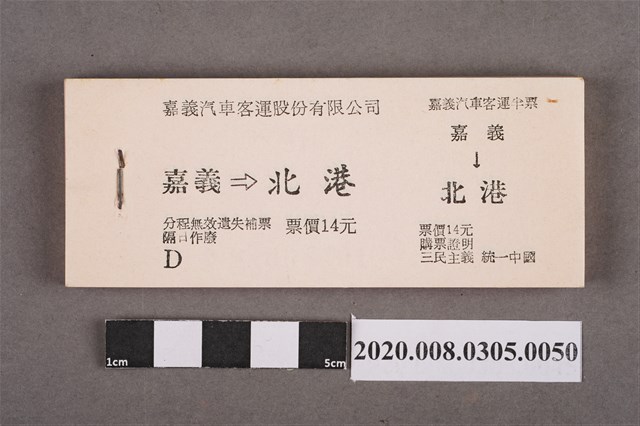 嘉義汽車客運股份有限公司
嘉義⇒北港
分程無效遺失補票
隔日作廢
票價14元
D
嘉義汽車客運半票
嘉義
↓
北港
票價14元
購票證明
三民主義 統一中國
1cm
5cm
2020.008.0305.0050